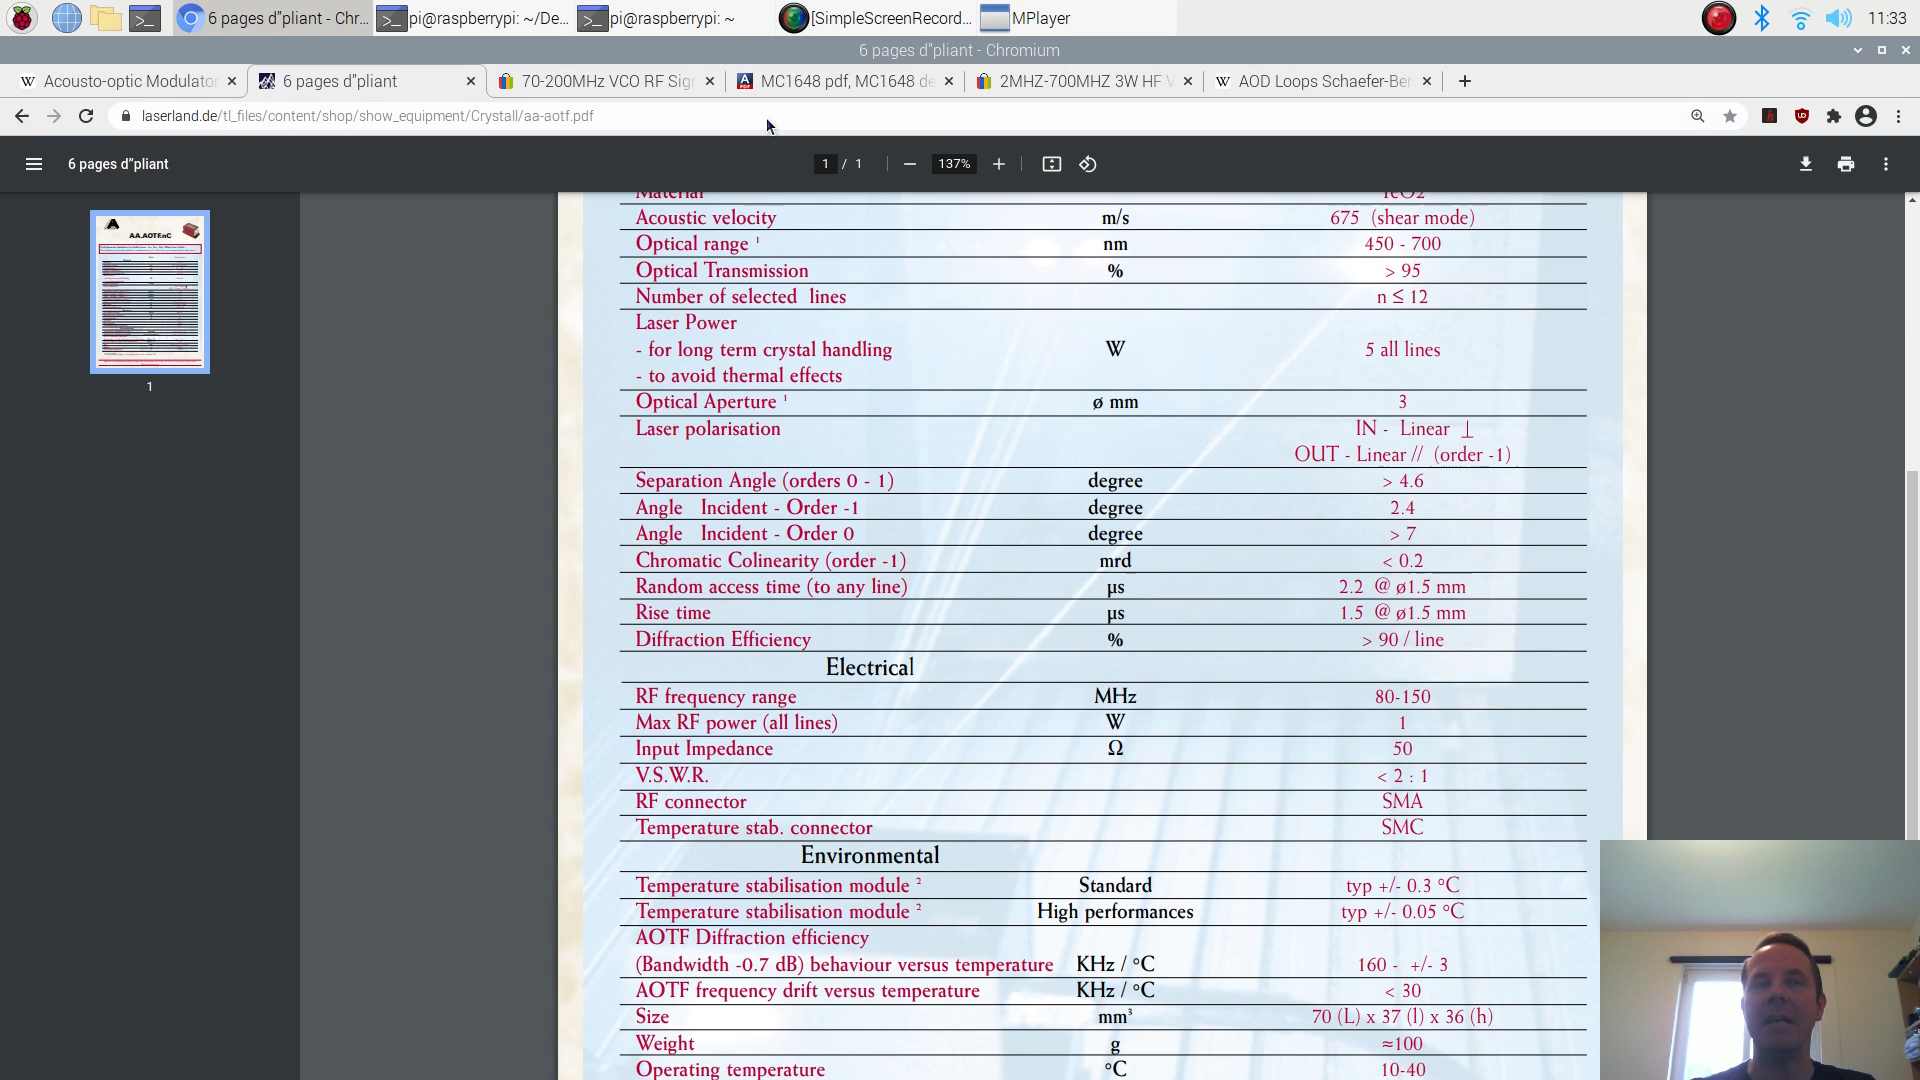 6 pages d"pliant - Chr...
pi@raspberrypi: ~/De...
pi@raspberrypi: ~
[SimpleScreenRecord...
MPlayer
11:33
6 pages d"pliant - Chromium
Acousto-optic Modulator
6 pages d"pliant
70-200MHz VCO RF Sig
MC1648 pdf, MC1648 de
2MHZ-700MHZ 3W HF V
AOD Loops Schaefer-Ber
laserland.de/tl_files/content/shop/show_equipment/Crystall/aa-aotf.pdf
6 pages d"pliant
1 / 1
137%
AA.AOTF.nC
1
Material TeO2
Acoustic velocity m/s 675 (shear mode)
Optical range ¹ nm 450 - 700
Optical Transmission % > 95
Number of selected lines n ≤ 12
Laser Power
- for long term crystal handling W 5 all lines
- to avoid thermal effects
Optical Aperture ¹ ø mm 3
Laser polarisation IN - Linear ⊥
OUT - Linear // (order -1)
Separation Angle (orders 0 - 1) degree > 4.6
Angle Incident - Order -1 degree 2.4
Angle Incident - Order 0 degree > 7
Chromatic Colinearity (order -1) mrd < 0.2
Random access time (to any line) µs 2.2 @ ø1.5 mm
Rise time µs 1.5 @ ø1.5 mm
Diffraction Efficiency % > 90 / line
Electrical
RF frequency range MHz 80-150
Max RF power (all lines) W 1
Input Impedance Ω 50
V.S.W.R. < 2 : 1
RF connector SMA
Temperature stab. connector SMC
Environmental
Temperature stabilisation module ² Standard typ +/- 0.3 °C
Temperature stabilisation module ² High performances typ +/- 0.05 °C
AOTF Diffraction efficiency
(Bandwidth -0.7 dB) behaviour versus temperature KHz / °C 160 - +/- 3
AOTF frequency drift versus temperature KHz / °C < 30
Size mm³ 70 (L) x 37 (l) x 36 (h)
Weight g ≈100
Operating temperature °C 10-40